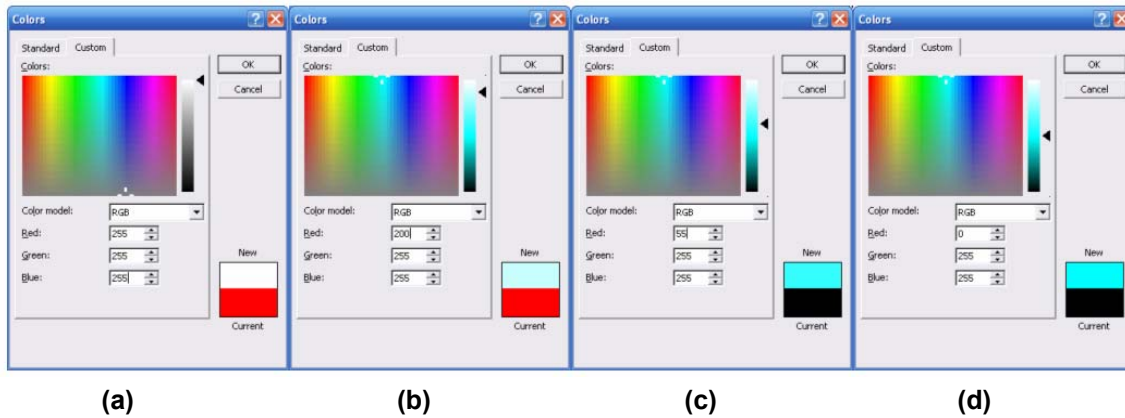 Colors
Standard Custom
Colors:
OK
Cancel
Color model: RGB
Red: 255
Green: 255
Blue: 255
New
Current
Colors
Standard Custom
Colors:
OK
Cancel
Color model: RGB
Red: 200
Green: 255
Blue: 255
New
Current
Colors
Standard Custom
Colors:
OK
Cancel
Color model: RGB
Red: 55
Green: 255
Blue: 255
New
Current
Colors
Standard Custom
Colors:
OK
Cancel
Color model: RGB
Red: 0
Green: 255
Blue: 255
New
Current
(a) (b) (c) (d)